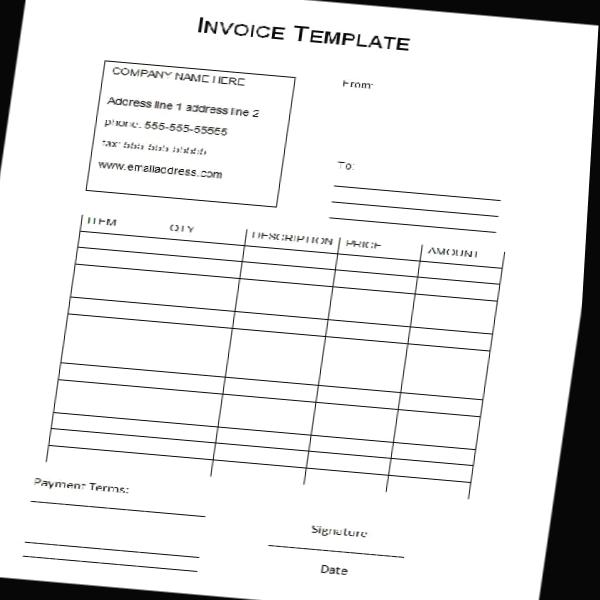 INVOICE TEMPLATE
COMPANY NAME HERE
Address line 1 address line 2
phone: 555-555-55555
fax: 555 555 55555
www.emailaddress.com
From:
To:
ITEM QTY DESCRIPTION PRICE AMOUNT
Payment Terms:
Signature
Date